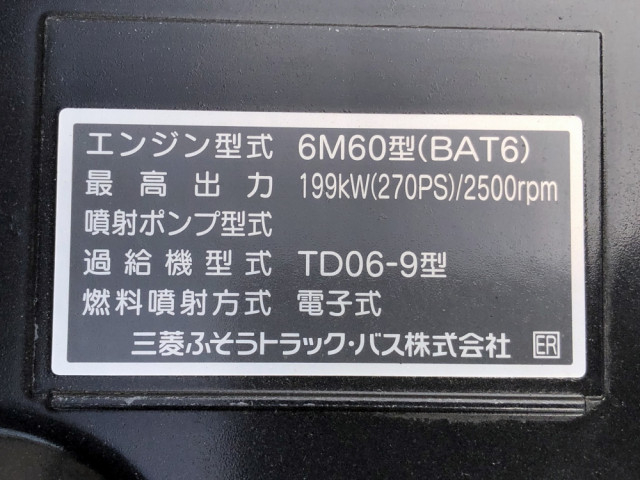 エンジン型式 6M60型(BAT6)
最高出力 199kW(270PS)/2500rpm
噴射ポンプ型式
過給機型式 TD06-9型
燃料噴射方式 電子式
三菱ふそうトラック・バス株式会社 ER